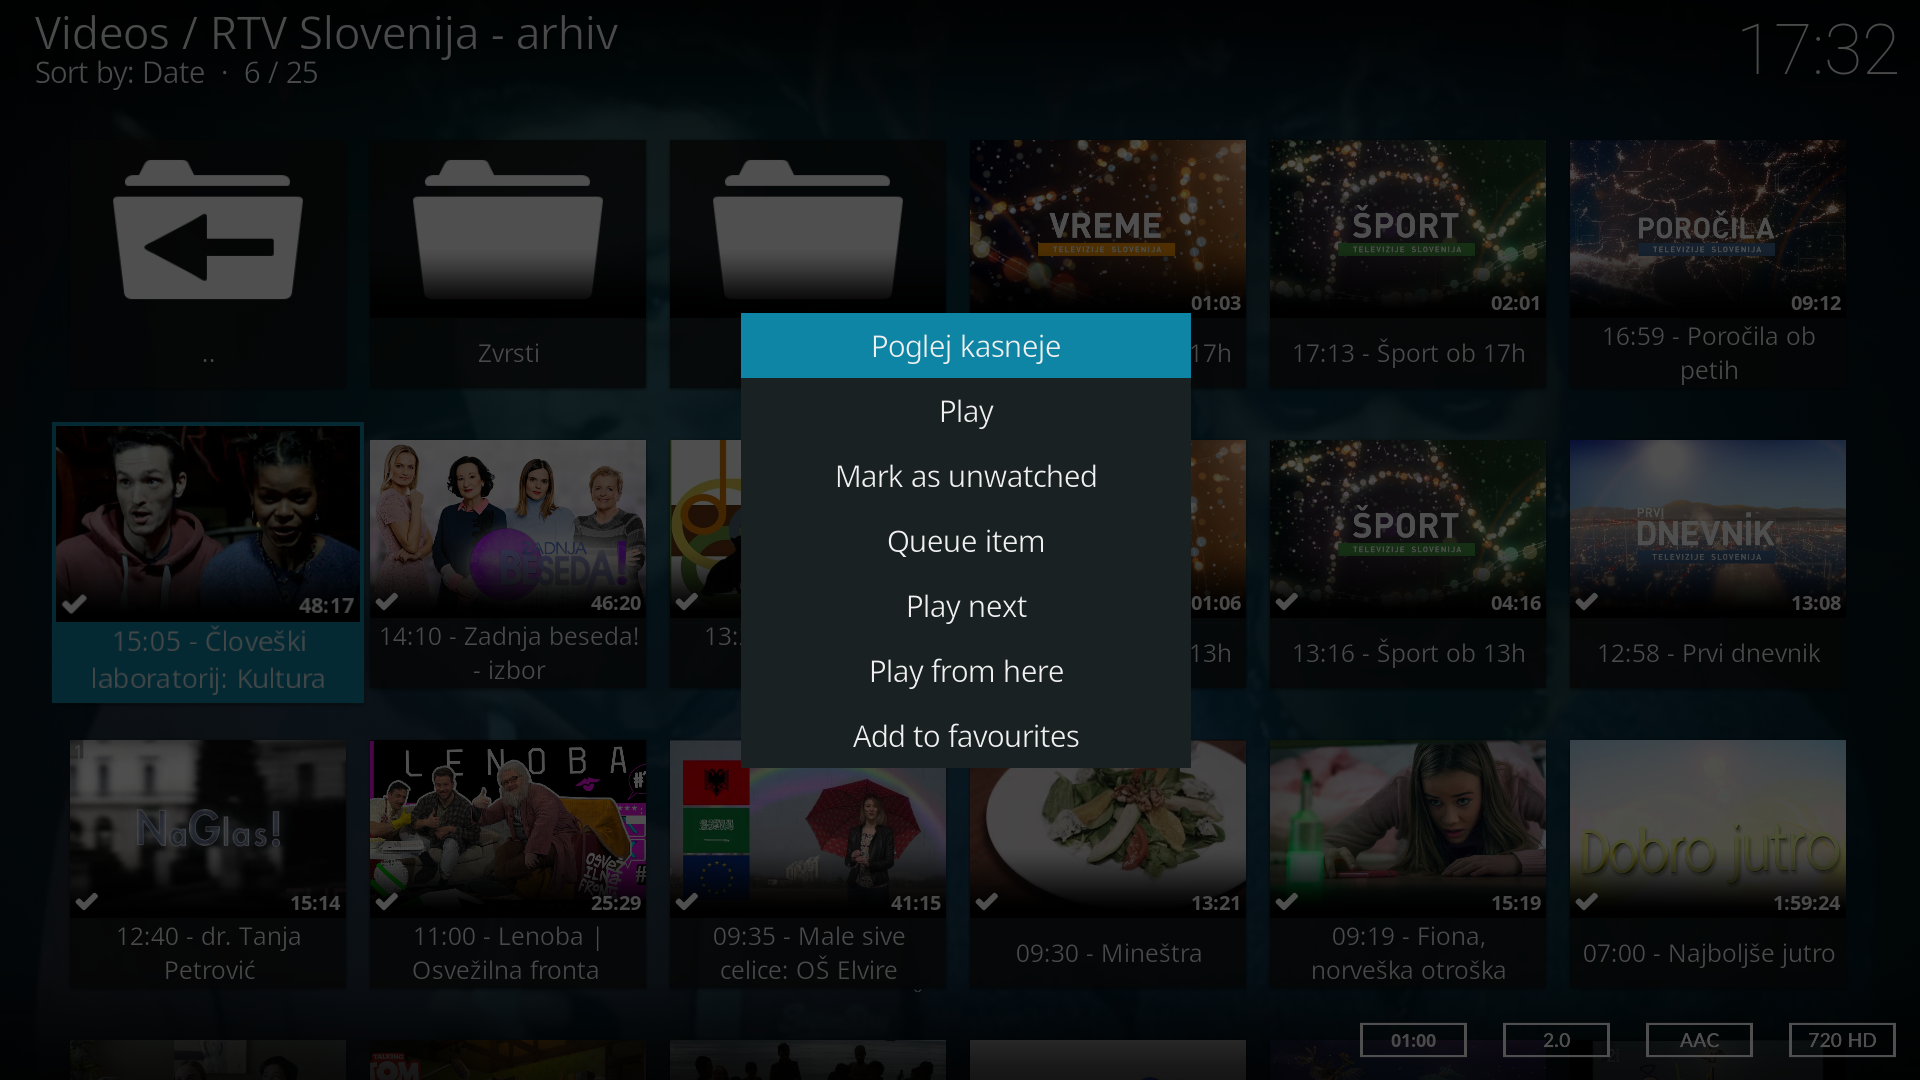 Videos / RTV Slovenija - arhiv
Sort by: Date · 6 / 25
17:32
VREME
TELEVIZIJE SLOVENIJA
01:03
ŠPORT
TELEVIZIJE SLOVENIJA
02:01
POROČILA
TELEVIZIJE SLOVENIJA
09:12
..
Zvrsti
17h
17:13 - Šport ob 17h
16:59 - Poročila ob
petih
Poglej kasneje
Play
Mark as unwatched
Queue item
Play next
Play from here
Add to favourites
48:17
15:05 - Človeški
laboratorij: Kultura
ZADNJA
BESEDA!
46:20
14:10 - Zadnja beseda!
- izbor
13:
01:06
13h
ŠPORT
TELEVIZIJE SLOVENIJA
04:16
13:16 - Šport ob 13h
PRVI
DNEVNIK
TELEVIZIJE SLOVENIJA
13:08
12:58 - Prvi dnevnik
NaGlas!
15:14
12:40 - dr. Tanja
Petrović
LENOBA
OSVEŽILNA
FRONTA
25:29
11:00 - Lenoba |
Osvežilna fronta
41:15
09:35 - Male sive
celice: OŠ Elvire
13:21
09:30 - Mineštra
15:19
09:19 - Fiona,
norveška otroška
Dobro jutro
1:59:24
07:00 - Najboljše jutro
01:00
2.0
AAC
720 HD